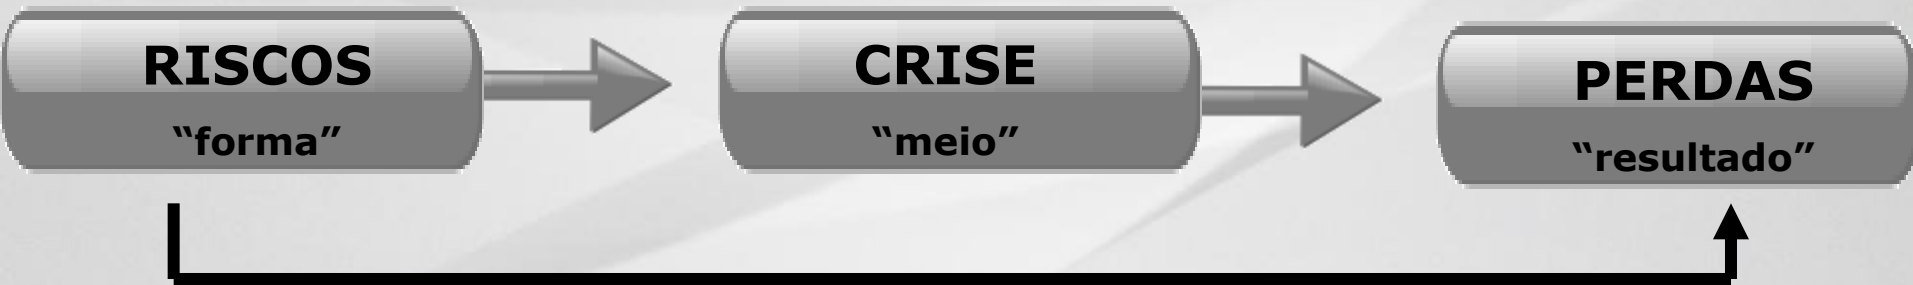 RISCOS
“forma”
CRISE
“meio”
PERDAS
“resultado”